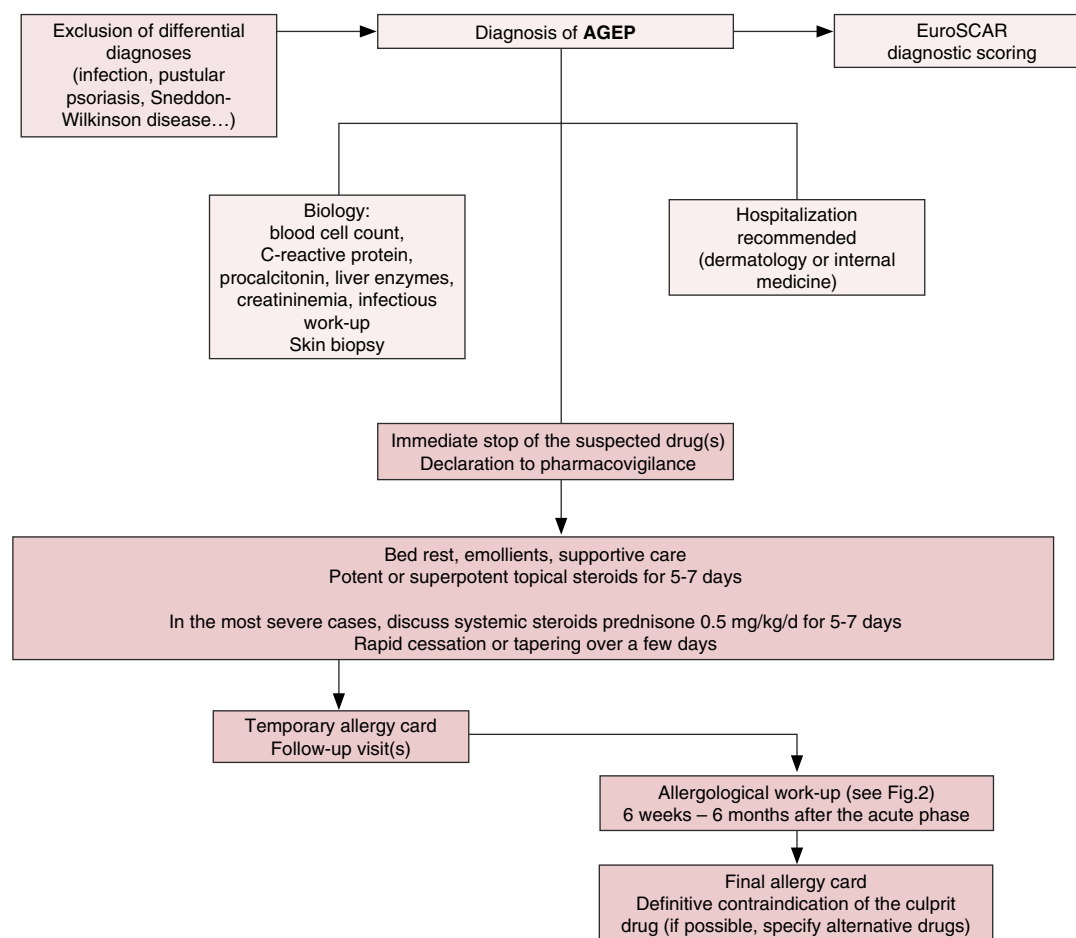 Exclusion of differential
diagnoses
(infection, pustular
psoriasis, Sneddon-
Wilkinson disease…)
Diagnosis of AGEP
EuroSCAR
diagnostic scoring
Biology:
blood cell count,
C-reactive protein,
procalcitonin, liver enzymes,
creatininemia, infectious
work-up
Skin biopsy
Hospitalization
recommended
(dermatology or internal
medicine)
Immediate stop of the suspected drug(s)
Declaration to pharmacovigilance
Bed rest, emollients, supportive care
Potent or superpotent topical steroids for 5-7 days
In the most severe cases, discuss systemic steroids prednisone 0.5 mg/kg/d for 5-7 days
Rapid cessation or tapering over a few days
Temporary allergy card
Follow-up visit(s)
Allergological work-up (see Fig.2)
6 weeks – 6 months after the acute phase
Final allergy card
Definitive contraindication of the culprit
drug (if possible, specify alternative drugs)